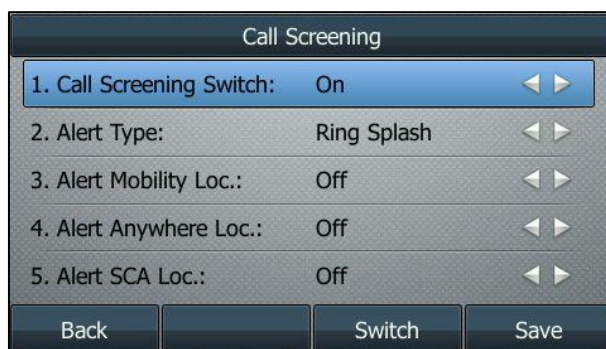 Call Screening
1. Call Screening Switch: On
2. Alert Type: Ring Splash
3. Alert Mobility Loc.: Off
4. Alert Anywhere Loc.: Off
5. Alert SCA Loc.: Off
Back Switch Save